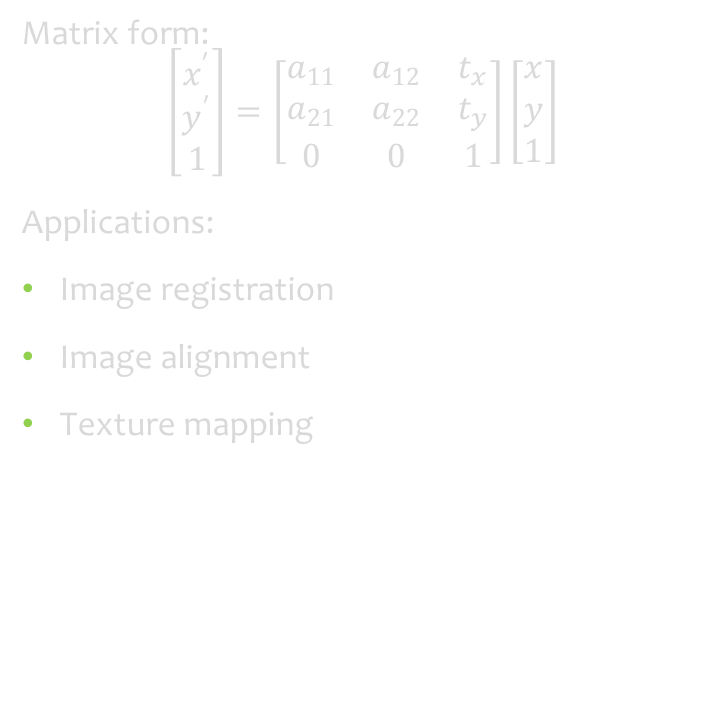 Matrix form:
[x′ y′ 1] = [a₁₁ a₁₂ tₓ; a₂₁ a₂₂ t_y; 0 0 1] [x y 1]
Applications:
• Image registration
• Image alignment
• Texture mapping